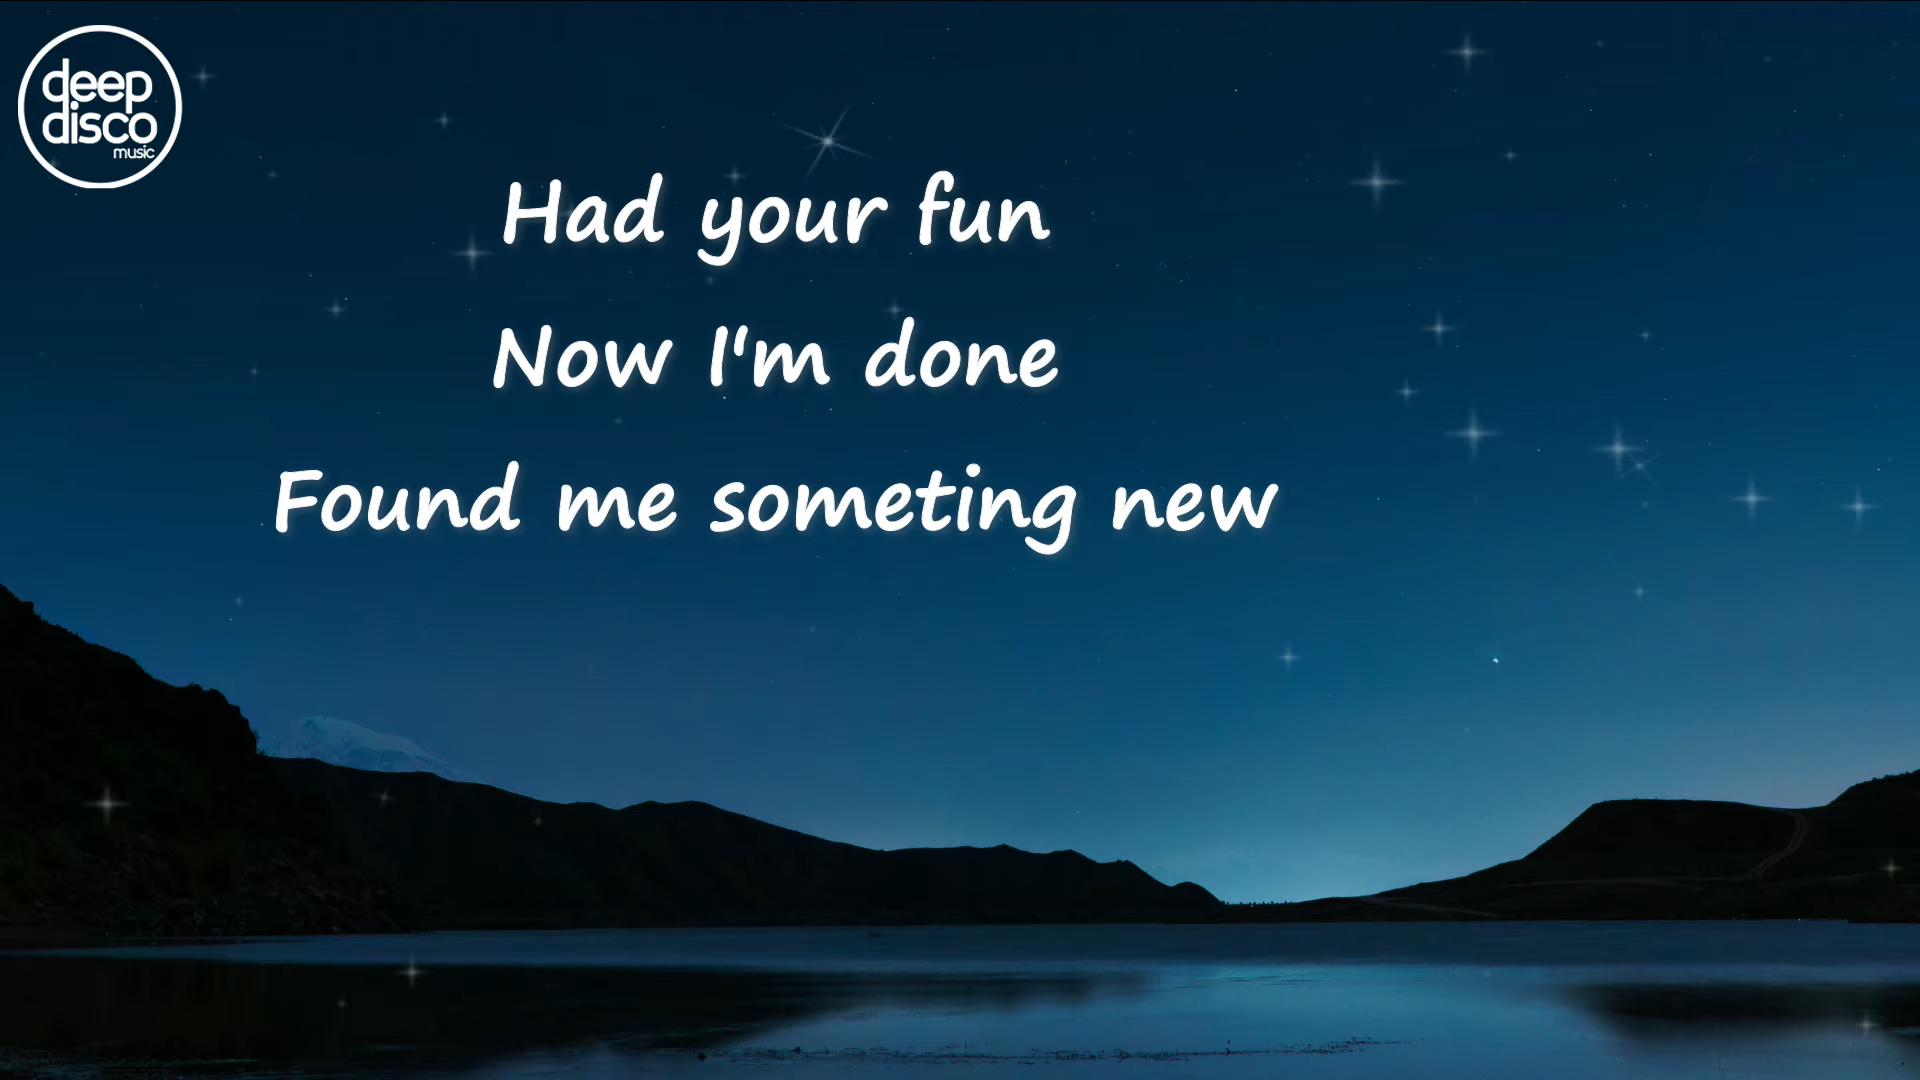 deep
disco
music
Had your fun
Now I'm done
Found me someting new